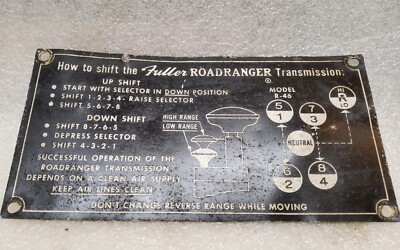 How to shift the Fuller ROADRANGER Transmission:
®
UP SHIFT
START WITH SELECTOR IN DOWN POSITION
SHIFT 1-2-3-4- RAISE SELECTOR
SHIFT 5-6-7-8
DOWN SHIFT
SHIFT 8-7-6-5
DEPRESS SELECTOR
SHIFT 4-3-2-1
SUCCESSFUL OPERATION OF THE
ROADRANGER TRANSMISSION
DEPENDS ON A CLEAN AIR SUPPLY
KEEP AIR LINES CLEAN
HIGH RANGE
LOW RANGE
MODEL
R-46
5 7 HI R LO
1 3
NEUTRAL
6 8
2 4
DON'T CHANGE REVERSE RANGE WHILE MOVING